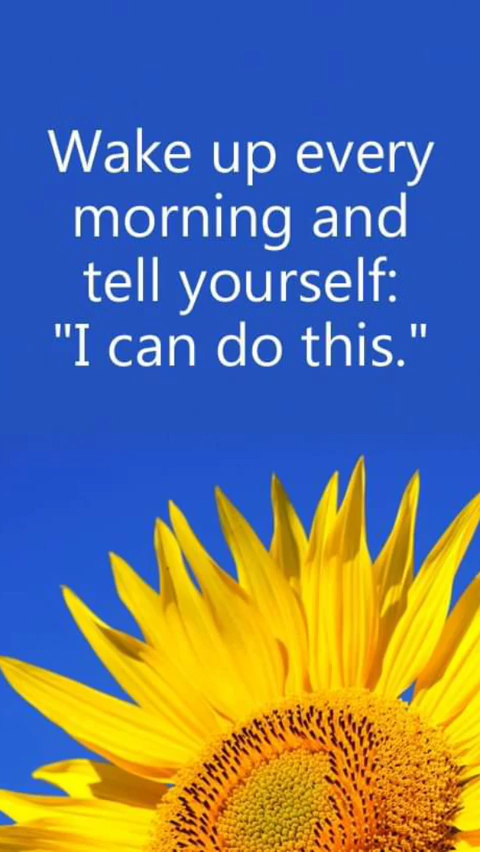 Wake up every
morning and
tell yourself:
"I can do this."